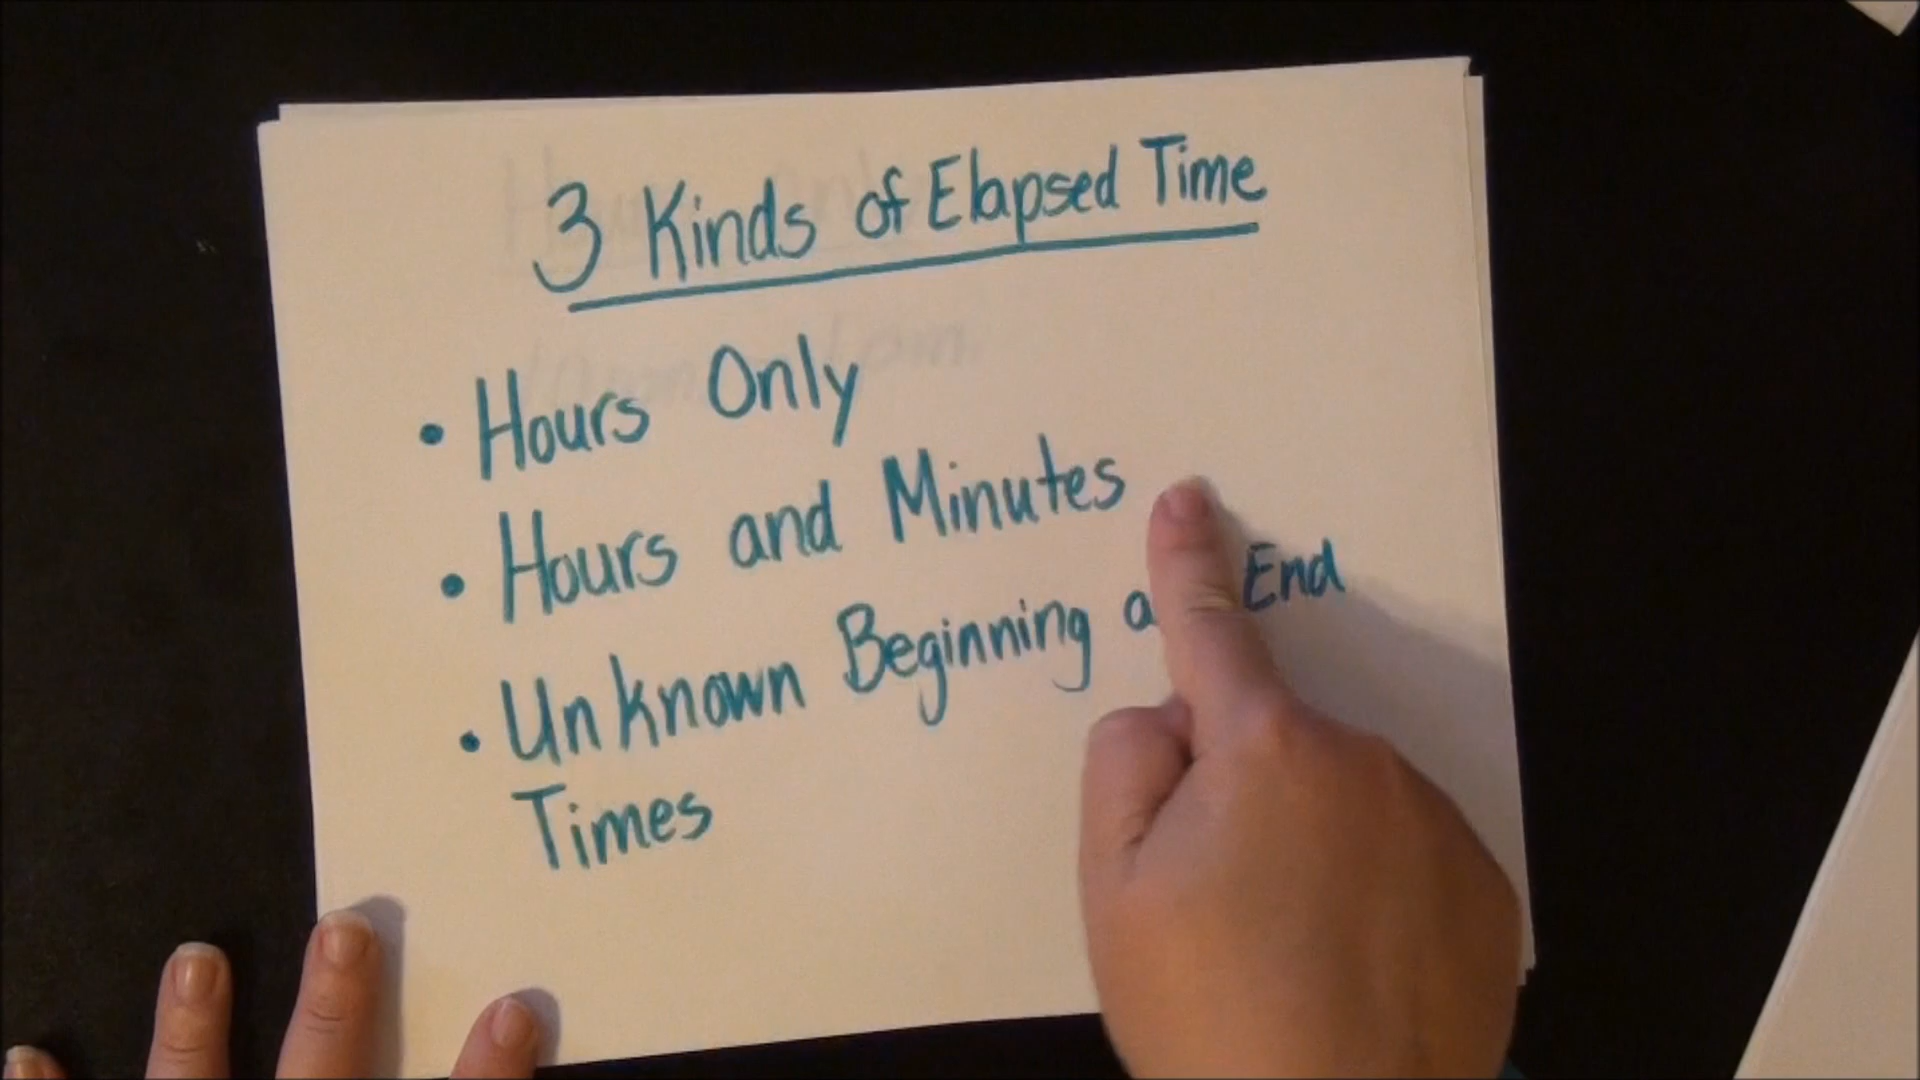 3 Kinds of Elapsed Time
• Hours Only
• Hours and Minutes
• Unknown Beginning a End
Times